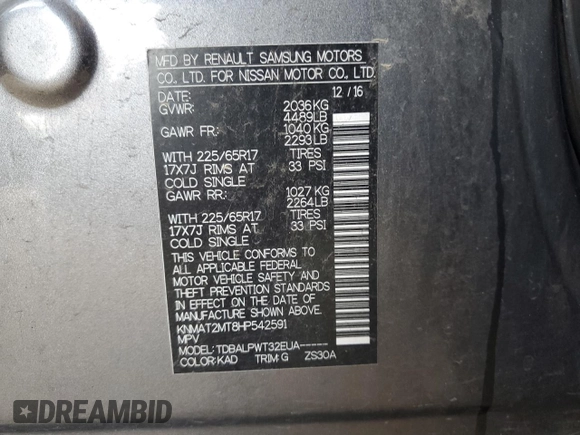 MFD BY RENAULT SAMSUNG MOTORS
CO., LTD. FOR NISSAN MOTOR CO., LTD.
DATE: 12/16
GVWR: 2036KG
4489LB
GAWR FR: 1040KG
2293LB
WITH 225/65R17 TIRES
17X7J RIMS AT 33 PSI
COLD SINGLE
GAWR RR: 1027 KG
2264LB
WITH 225/65R17 TIRES
17X7J RIMS AT 33 PSI
COLD SINGLE
THIS VEHICLE CONFORMS TO
ALL APPLICABLE FEDERAL
MOTOR VEHICLE SAFETY AND
THEFT PREVENTION STANDARDS
IN EFFECT ON THE DATE OF
MANUFACTURE SHOWN ABOVE.
KNMAT2MT8HP542591
MPV
MODEL: TDBALPWT32EUA-----
COLOR:KAD TRIM:G ZS30A
DREAMBID